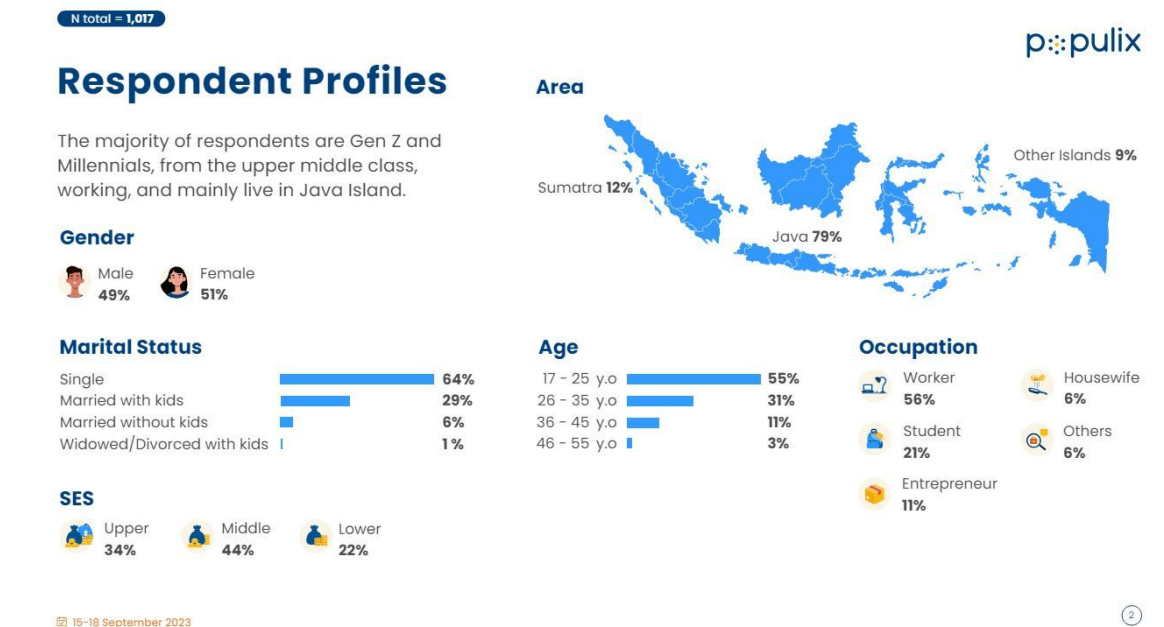 N total = 1,017
populix
Respondent Profiles
The majority of respondents are Gen Z and
Millennials, from the upper middle class,
working, and mainly live in Java Island.
Gender
Male
49%
Female
51%
Area
Sumatra 12%
Java 79%
Other Islands 9%
Marital Status
Single 64%
Married with kids 29%
Married without kids 6%
Widowed/Divorced with kids 1 %
Age
17 - 25 y.o 55%
26 - 35 y.o 31%
36 - 45 y.o 11%
46 - 55 y.o 3%
Occupation
Worker
56%
Housewife
6%
Student
21%
Others
6%
Entrepreneur
11%
SES
Upper
34%
Middle
44%
Lower
22%
15-18 September 2023
2